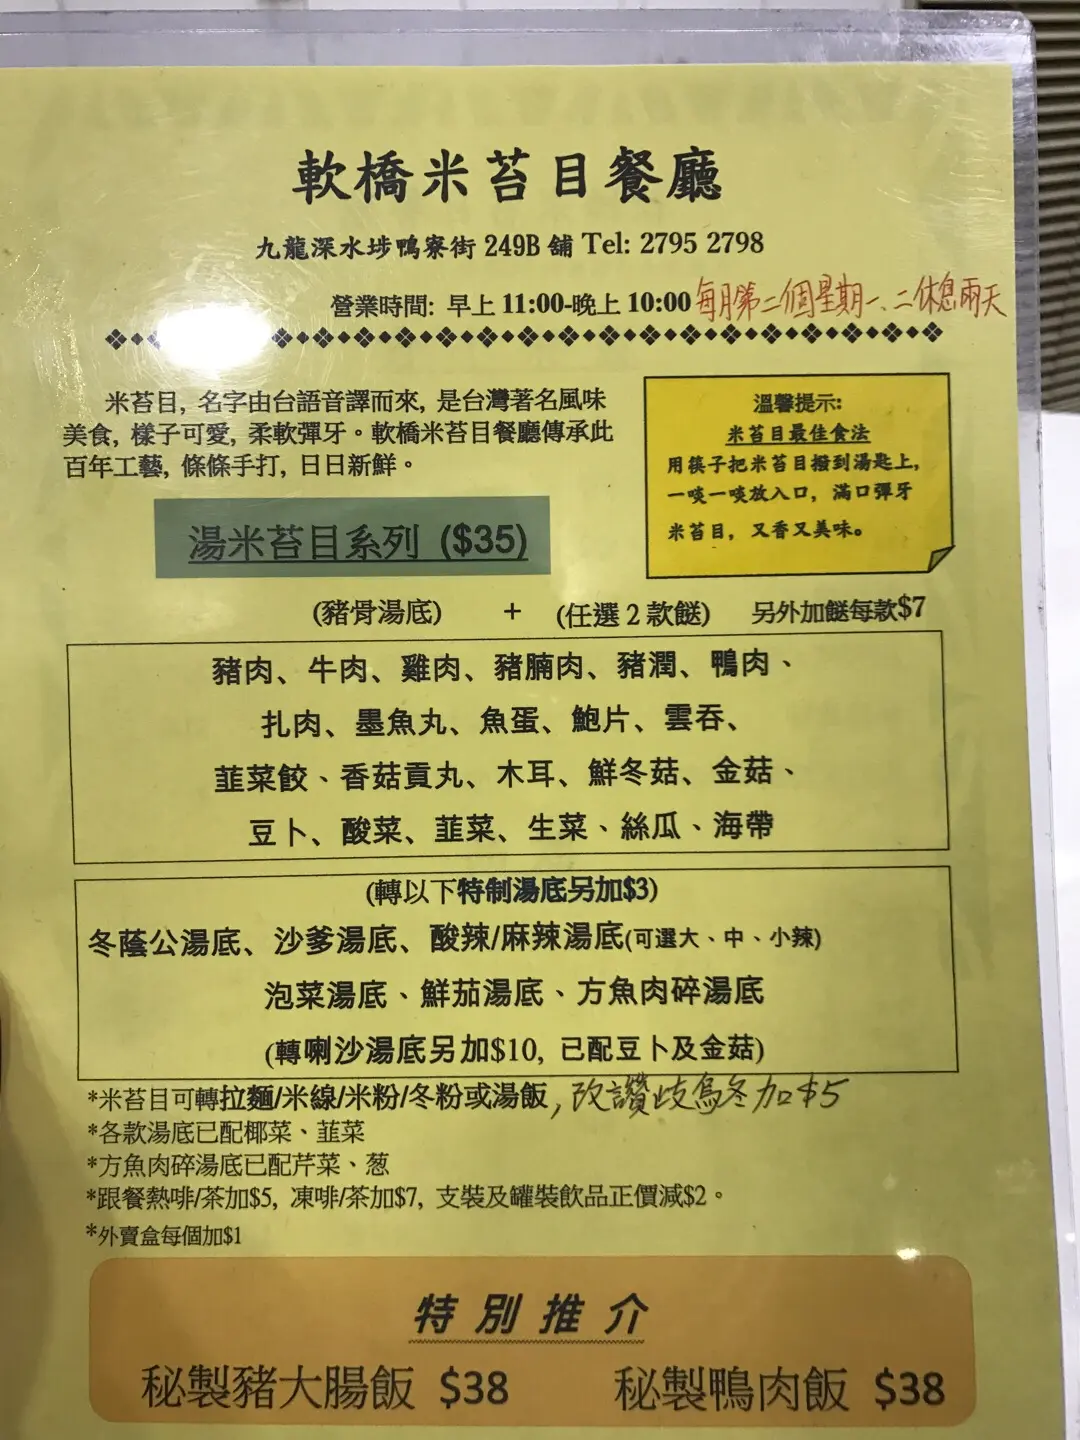 軟橋米苔目餐廳
九龍深水埗鴨寮街 249B 舖 Tel: 2795 2798
營業時間: 早上 11:00-晚上 10:00 每月第二個星期一、二休息兩天
米苔目, 名字由台語音譯而來, 是台灣著名風味
美食, 樣子可愛, 柔軟彈牙。軟橋米苔目餐廳傳承此
百年工藝, 條條手打, 日日新鮮。
溫馨提示:
米苔目最佳食法
用筷子把米苔目撥到湯匙上,
一啖一啖放入口, 滿口彈牙
米苔目, 又香又美味。
湯米苔目系列 ($35)
(豬骨湯底) + (任選 2 款餸) 另外加餸每款$7
豬肉、牛肉、雞肉、豬腩肉、豬潤、鴨肉、
扎肉、墨魚丸、魚蛋、鮑片、雲吞、
韮菜餃、香菇貢丸、木耳、鮮冬菇、金菇、
豆卜、酸菜、韮菜、生菜、絲瓜、海帶
(轉以下特制湯底另加$3)
冬蔭公湯底、沙爹湯底、酸辣/麻辣湯底(可選大、中、小辣)
泡菜湯底、鮮茄湯底、方魚肉碎湯底
(轉喇沙湯底另加$10, 已配豆卜及金菇)
*米苔目可轉拉麵/米線/米粉/冬粉或湯飯, 改讚歧烏冬加$5
*各款湯底已配椰菜、韮菜
*方魚肉碎湯底已配芹菜、葱
*跟餐熱啡/茶加$5, 凍啡/茶加$7, 支裝及罐裝飲品正價減$2。
*外賣盒每個加$1
特別推介
秘製豬大腸飯 $38 秘製鴨肉飯 $38